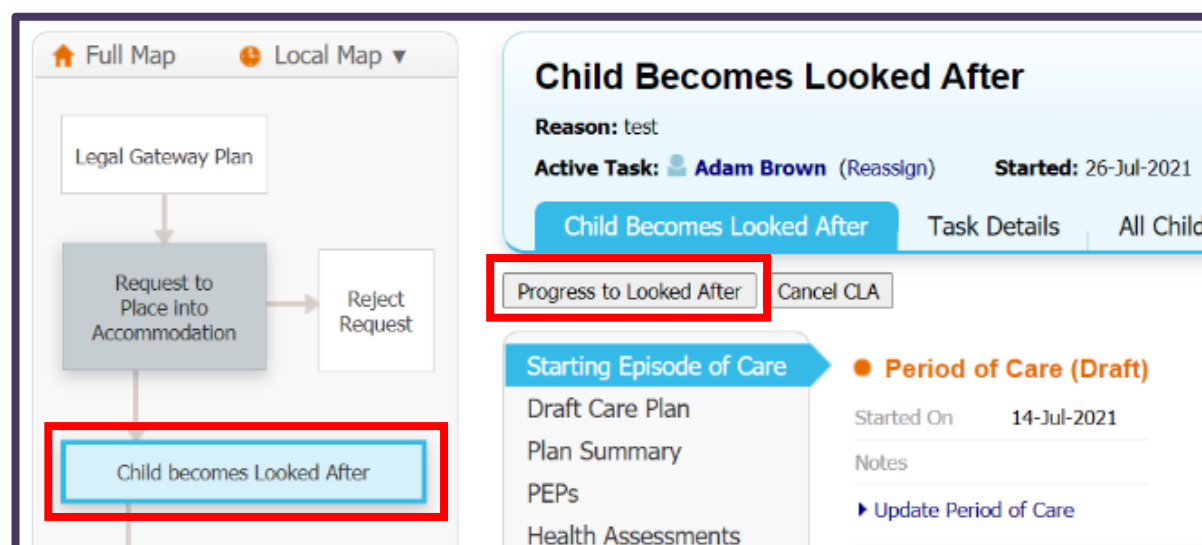 Full Map
Local Map ▼
Legal Gateway Plan
Request to
Place into
Accommodation
Reject
Request
Child becomes Looked After
Child Becomes Looked After
Reason: test
Active Task: Adam Brown (Reassign) Started: 26-Jul-2021
Child Becomes Looked After Task Details All Child
Progress to Looked After Cancel CLA
Starting Episode of Care
Draft Care Plan
Plan Summary
PEPs
Health Assessments
Period of Care (Draft)
Started On 14-Jul-2021
Notes
Update Period of Care